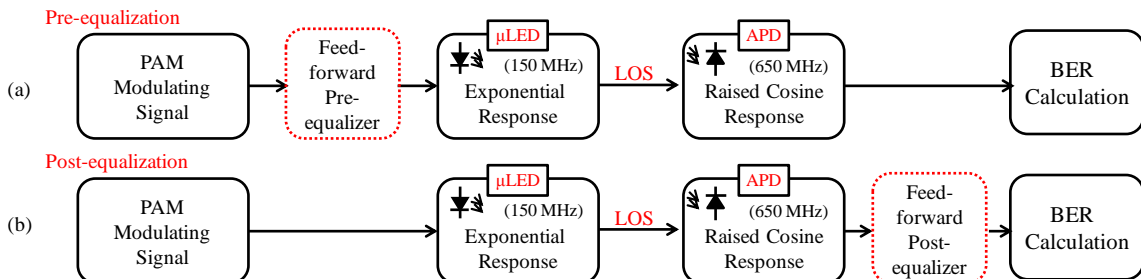 Pre-equalization
(a)
PAM
Modulating
Signal
Feed-
forward
Pre-
equalizer
μLED
(150 MHz)
Exponential
Response
LOS
APD
(650 MHz)
Raised Cosine
Response
BER
Calculation
Post-equalization
(b)
PAM
Modulating
Signal
μLED
(150 MHz)
Exponential
Response
LOS
APD
(650 MHz)
Raised Cosine
Response
Feed-
forward
Post-
equalizer
BER
Calculation